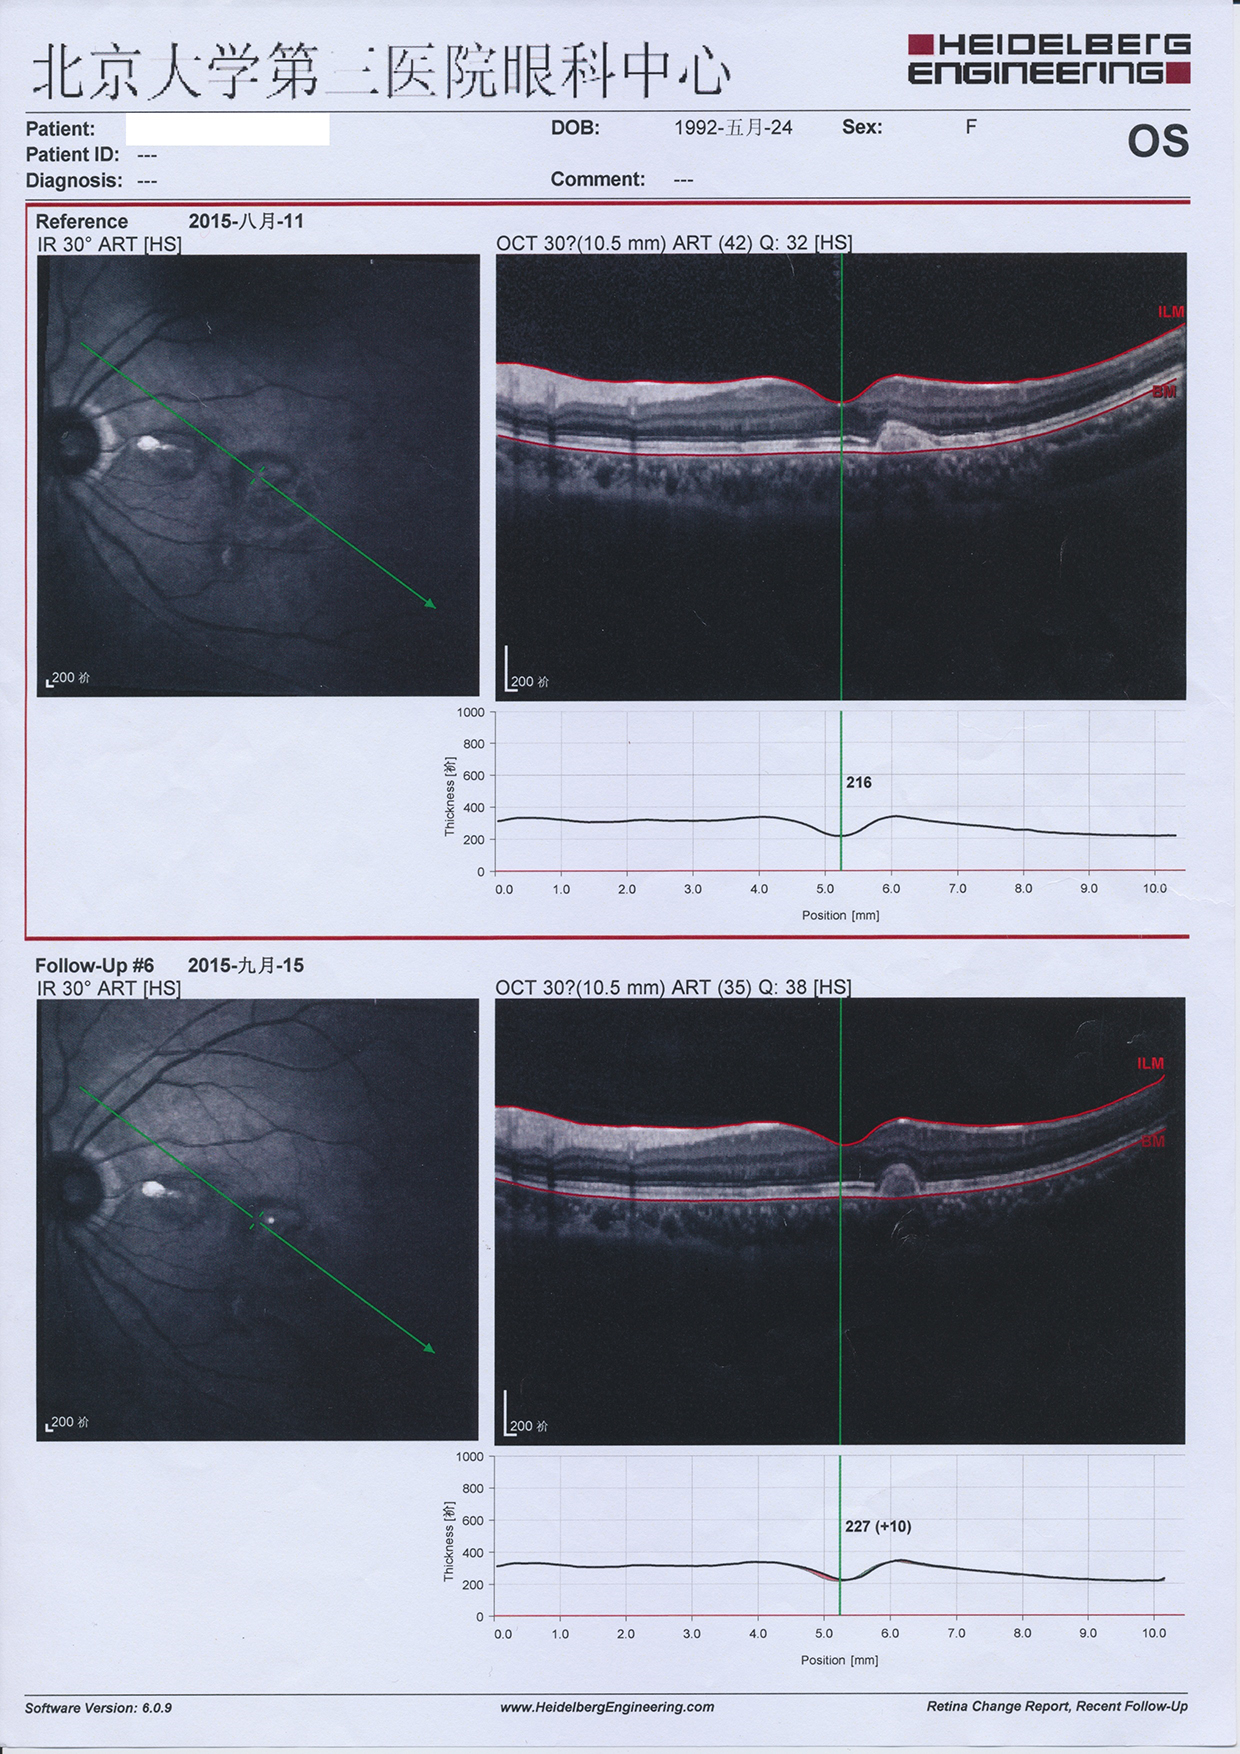 北京大学第三医院眼科中心
HEIDELBERG
ENGINEERING
Patient:
DOB: 1992-五月-24 Sex: F
OS
Patient ID: ---
Diagnosis: ---
Comment: ---
Reference 2015-八月-11
IR 30° ART [HS]
OCT 30?(10.5 mm) ART (42) Q: 32 [HS]
ILM
BM
200 祄
200 祄
1000
800
600
400
200
0
Thickness [祄]
216
0.0 1.0 2.0 3.0 4.0 5.0 6.0 7.0 8.0 9.0 10.0
Position [mm]
Follow-Up #6 2015-九月-15
IR 30° ART [HS]
OCT 30?(10.5 mm) ART (35) Q: 38 [HS]
ILM
BM
200 祄
200 祄
1000
800
600
400
200
0
Thickness [祄]
227 (+10)
0.0 1.0 2.0 3.0 4.0 5.0 6.0 7.0 8.0 9.0 10.0
Position [mm]
Software Version: 6.0.9
www.HeidelbergEngineering.com
Retina Change Report, Recent Follow-Up